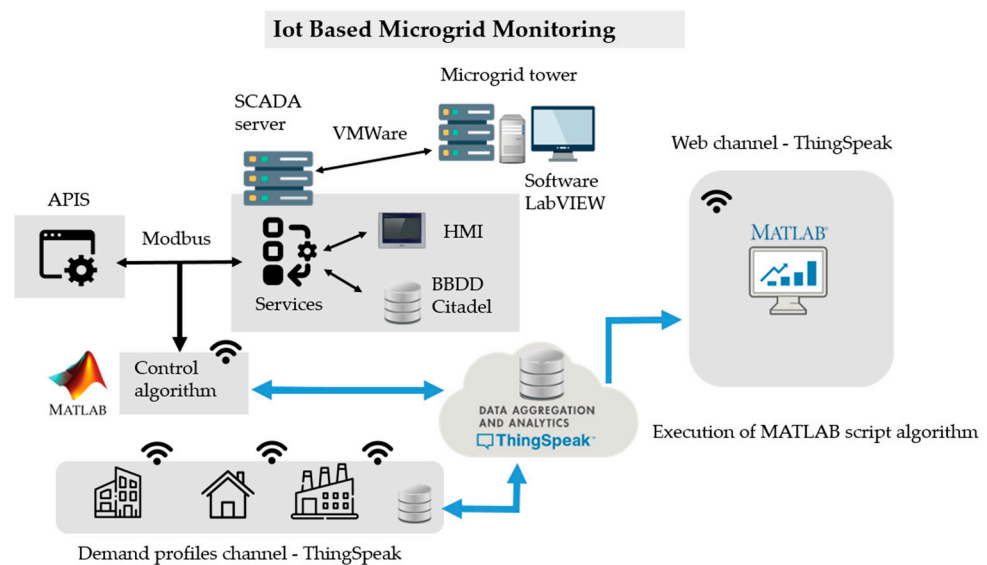 Iot Based Microgrid Monitoring
Microgrid tower
SCADA
server
VMWare
Software
LabVIEW
Web channel - ThingSpeak
APIS
Modbus
HMI
BBDD
Citadel
Services
MATLAB®
MATLAB
Control
algorithm
DATA AGGREGATION
AND ANALYTICS
ThingSpeak™
Execution of MATLAB script algorithm
Demand profiles channel - ThingSpeak